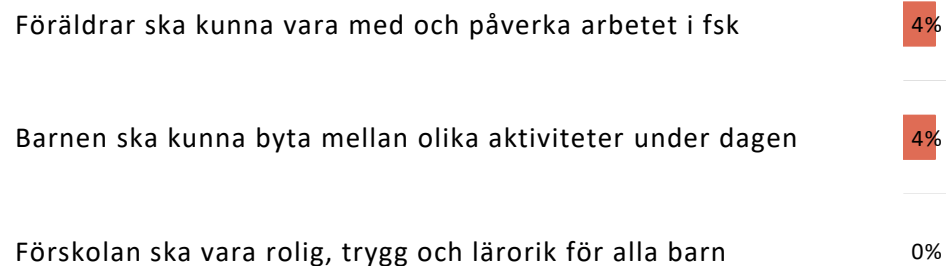 Föräldrar ska kunna vara med och påverka arbetet i fsk 4%
Barnen ska kunna byta mellan olika aktiviteter under dagen 4%
Förskolan ska vara rolig, trygg och lärorik för alla barn 0%